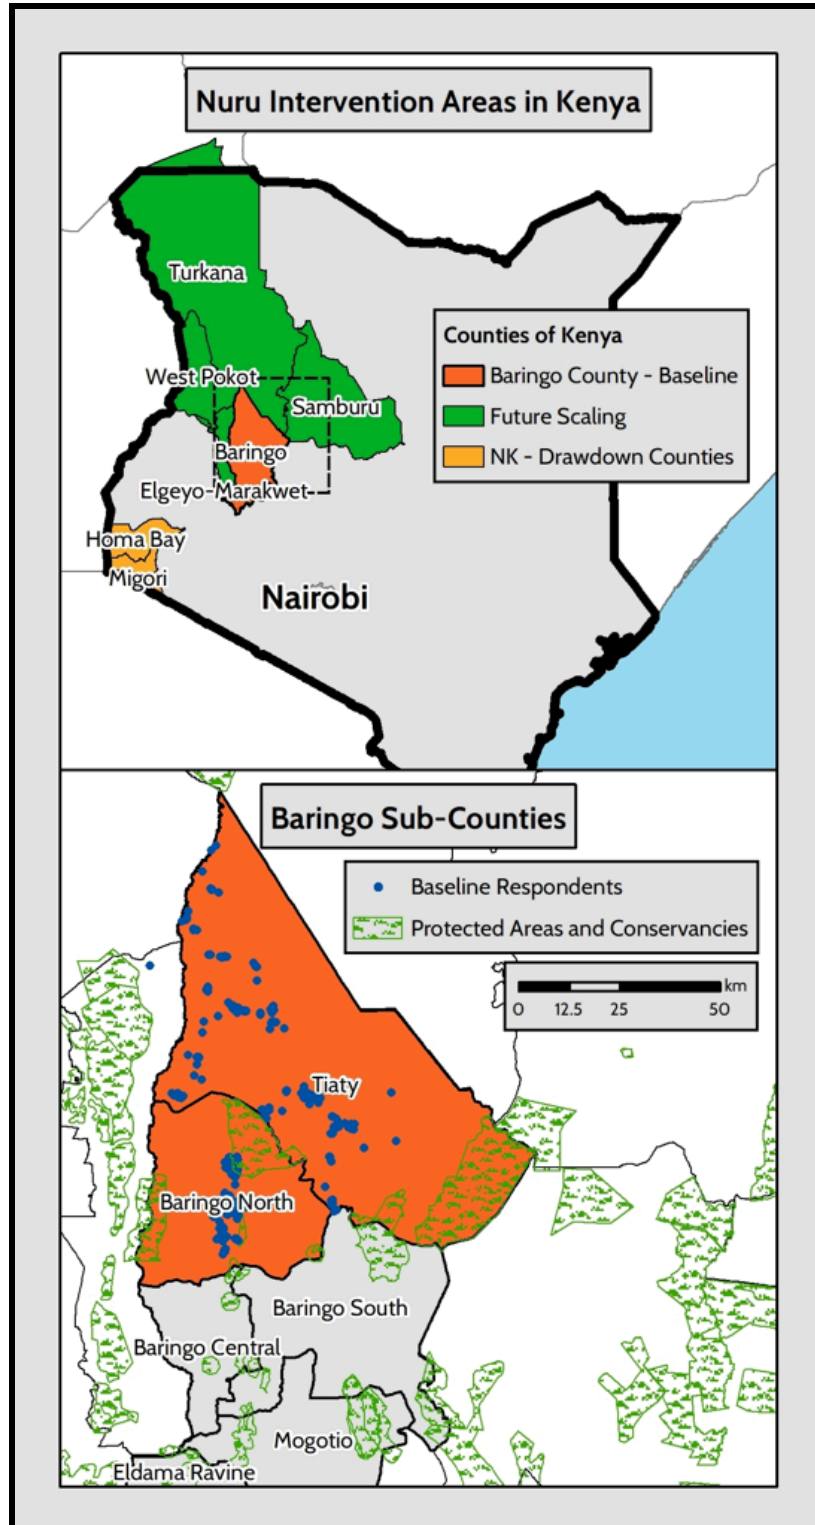 Nuru Intervention Areas in Kenya
Turkana
Counties of Kenya
West Pokot
Baringo County - Baseline
Samburu
Future Scaling
Baringo
NK - Drawdown Counties
Elgeyo-Marakwet
Homa Bay
Migori
Nairobi
Baringo Sub-Counties
Baseline Respondents
Protected Areas and Conservancies
km
0 12.5 25 50
Tiaty
Baringo North
Baringo South
Baringo Central
Mogotio
Eldama Ravine